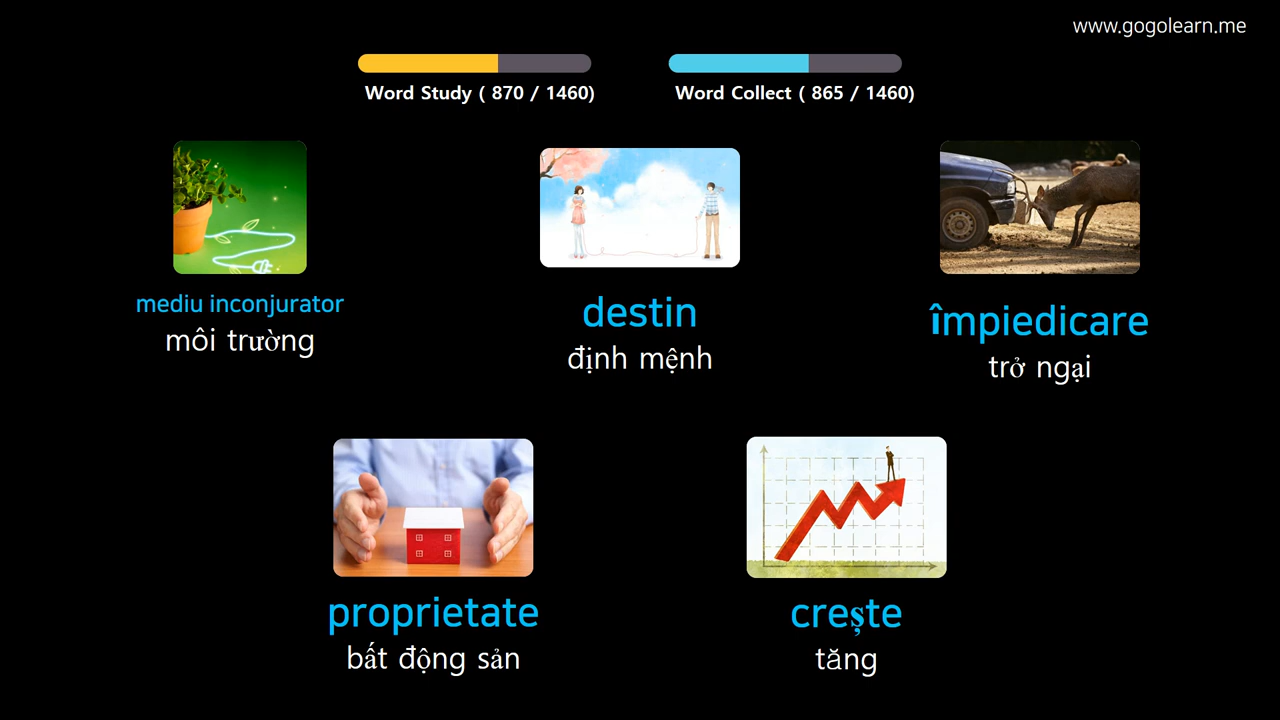 www.gogolearn.me
Word Study ( 870 / 1460)
Word Collect ( 865 / 1460)
mediu inconjurator
môi trường
destin
định mệnh
împiedicare
trở ngại
proprietate
bất động sản
crește
tăng